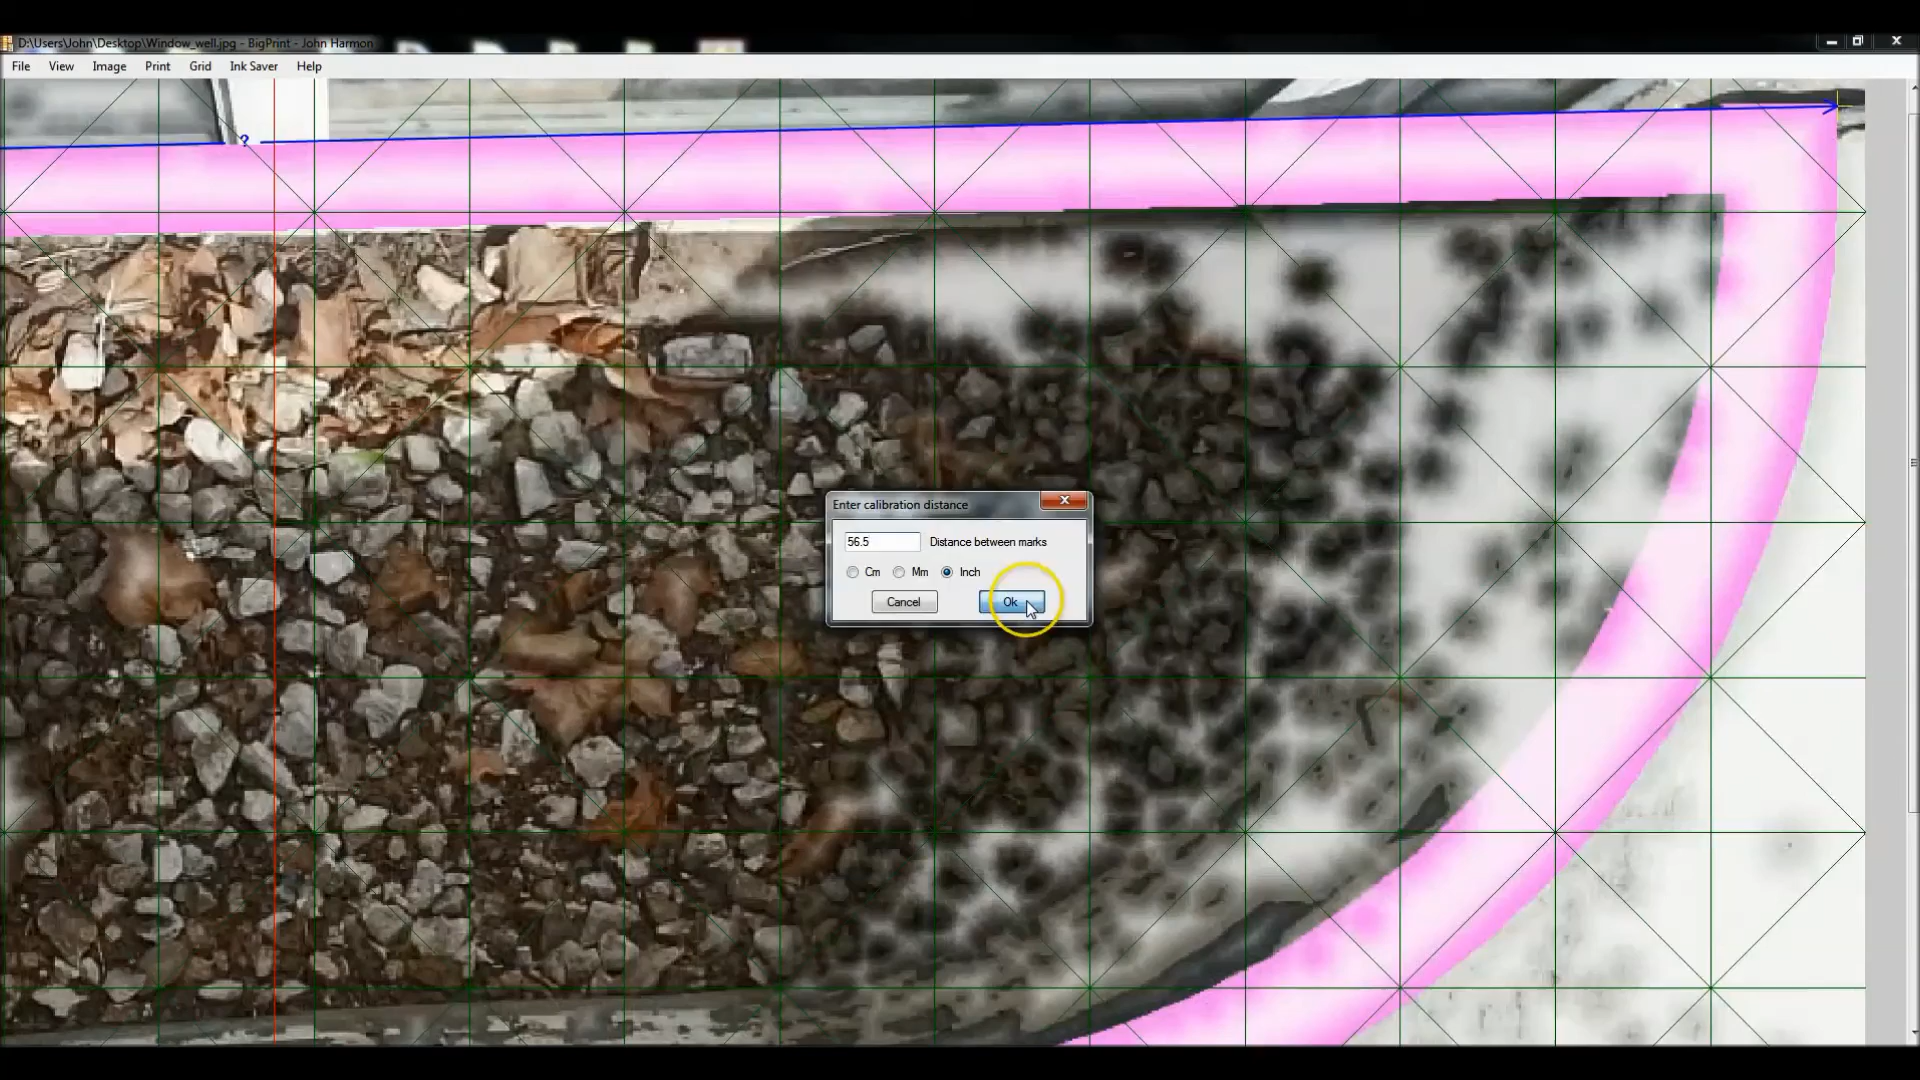 D:\Users\John\Desktop\Window_well.jpg - BigPrint - John Harmon
File View Image Print Grid Ink Saver Help
?
Enter calibration distance
56.5 Distance between marks
Cm Mm Inch
Cancel Ok